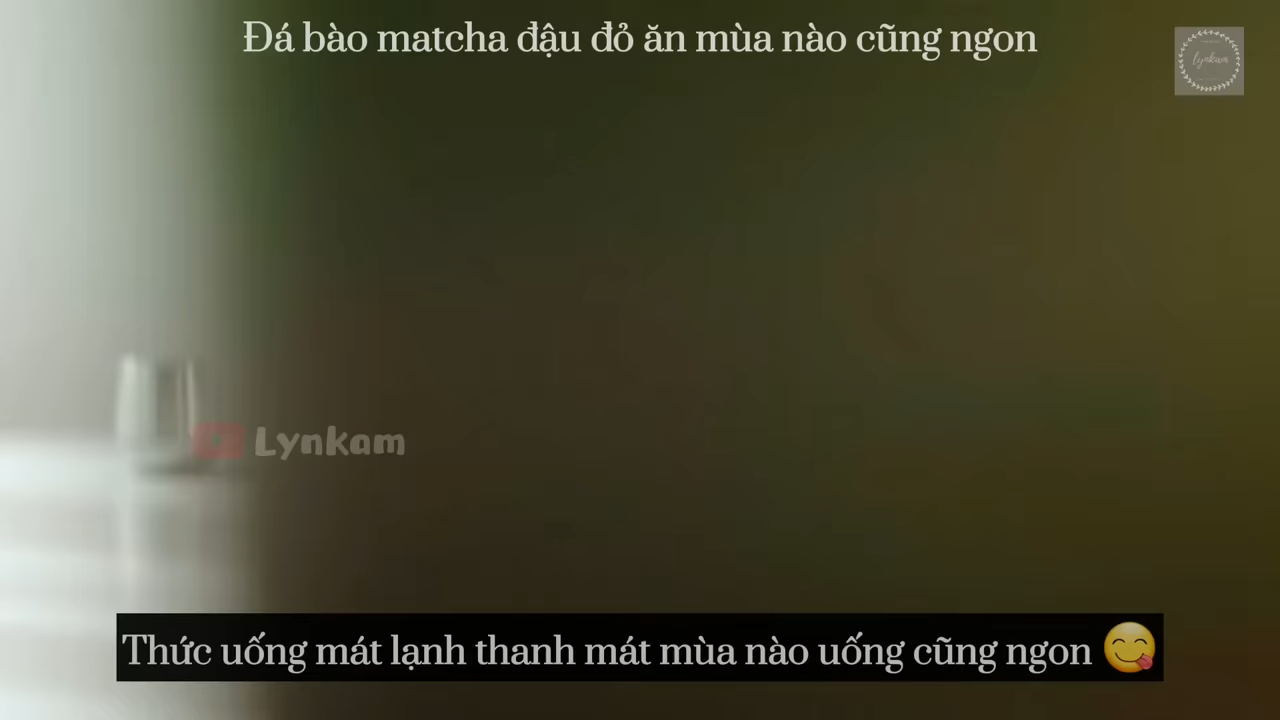 Đá bào matcha đậu đỏ ăn mùa nào cũng ngon
lynkam
Lynkam
Thức uống mát lạnh thanh mát mùa nào uống cũng ngon 😋